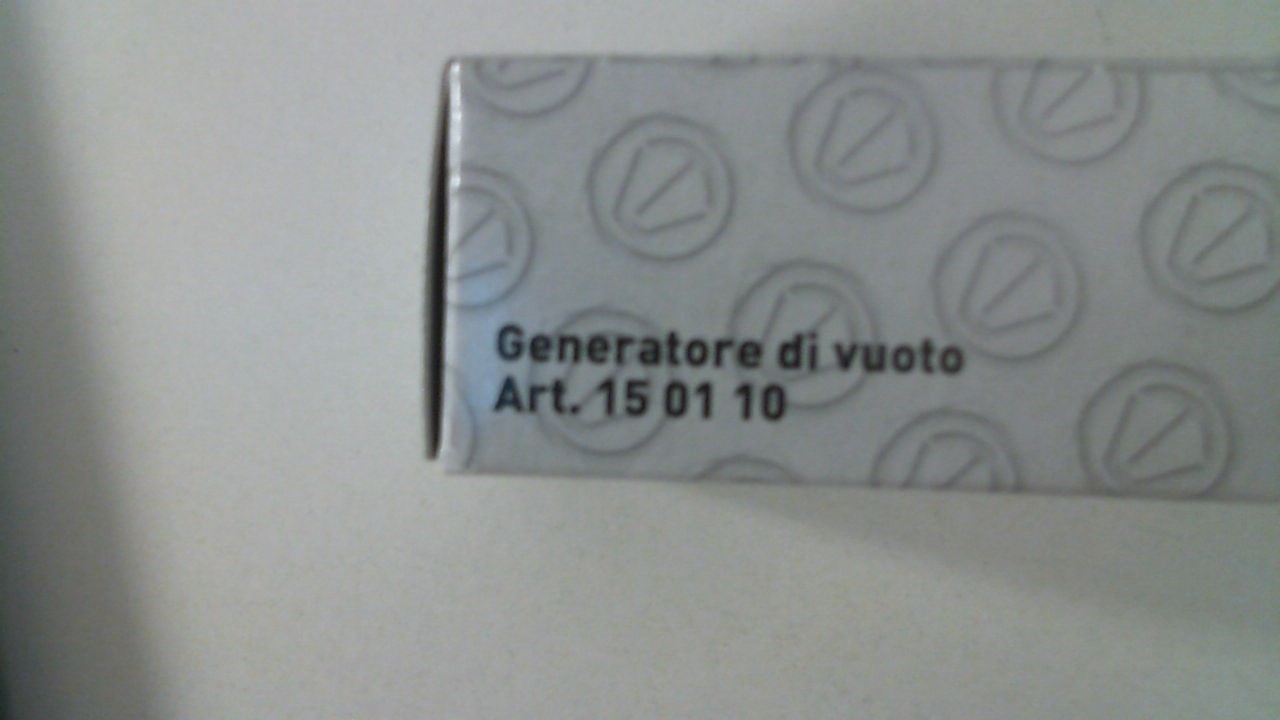 Generatore di vuoto
Art. 15 01 10